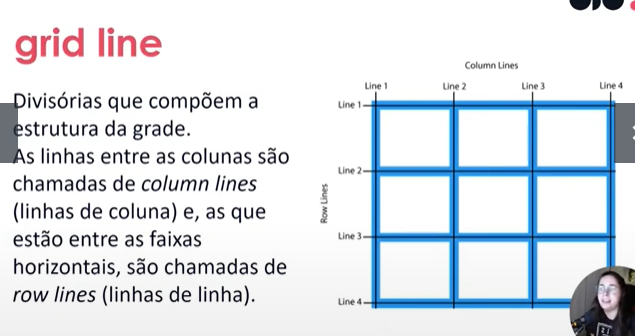 grid line
Divisórias que compõem a
estrutura da grade.
As linhas entre as colunas são
chamadas de column lines
(linhas de coluna) e, as que
estão entre as faixas
horizontais, são chamadas de
row lines (linhas de linha).
Column Lines
Line 1 Line 2 Line 3 Line 4
Row Lines
Line 1
Line 2
Line 3
Line 4